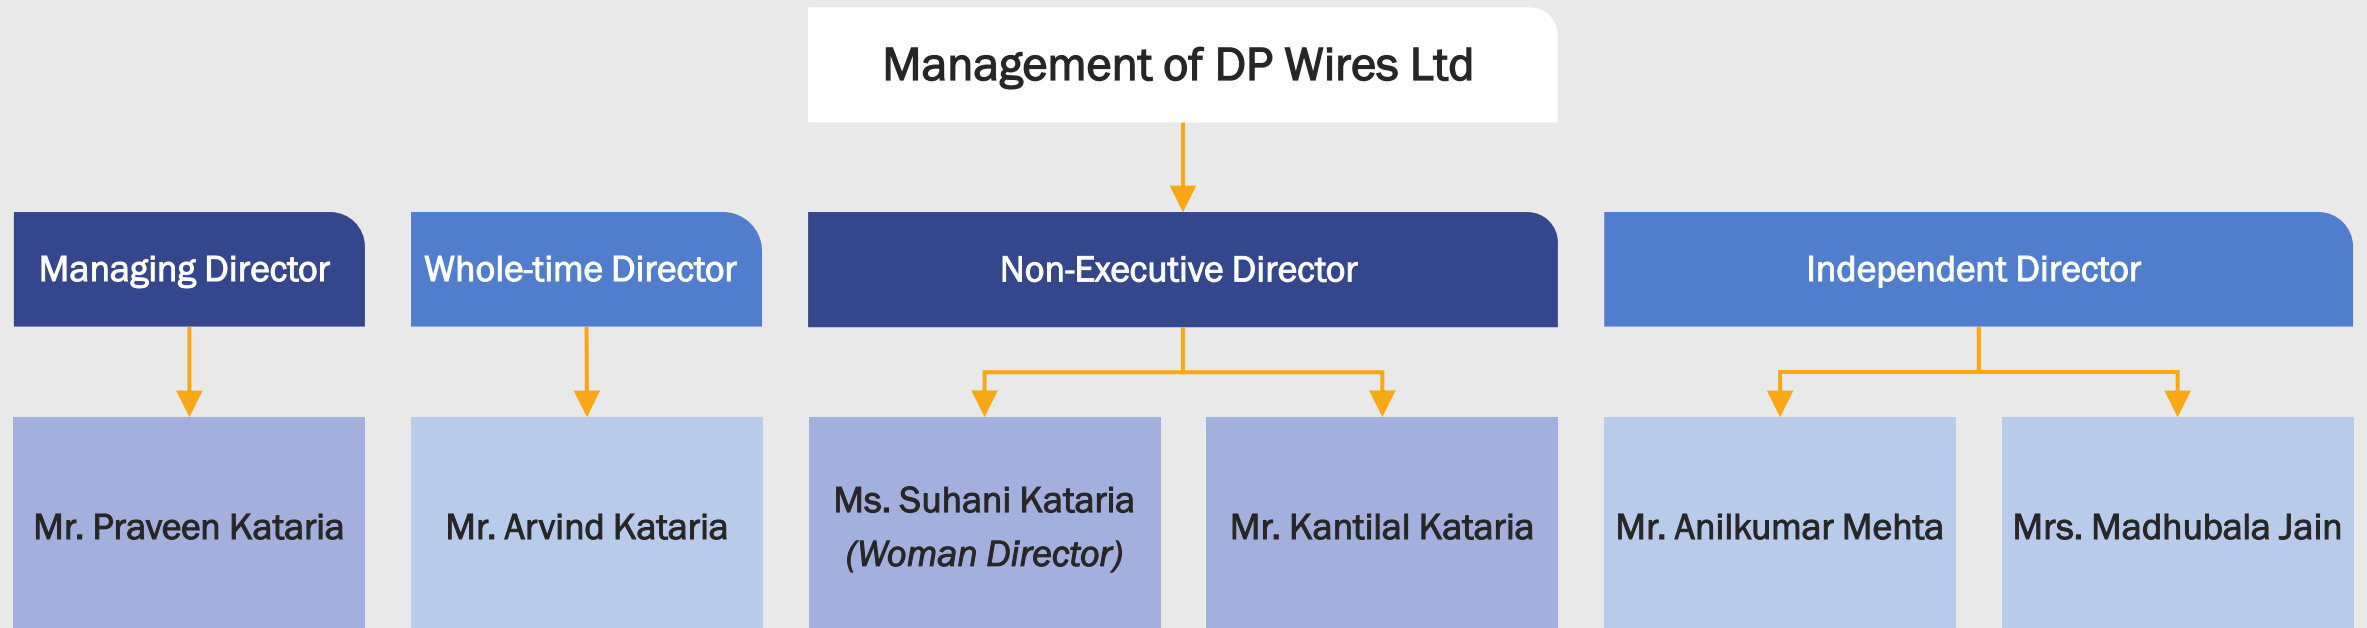 Management of DP Wires Ltd
Managing Director
Whole-time Director
Non-Executive Director
Independent Director
Mr. Praveen Kataria
Mr. Arvind Kataria
Ms. Suhani Kataria
(Woman Director)
Mr. Kantilal Kataria
Mr. Anilkumar Mehta
Mrs. Madhubala Jain